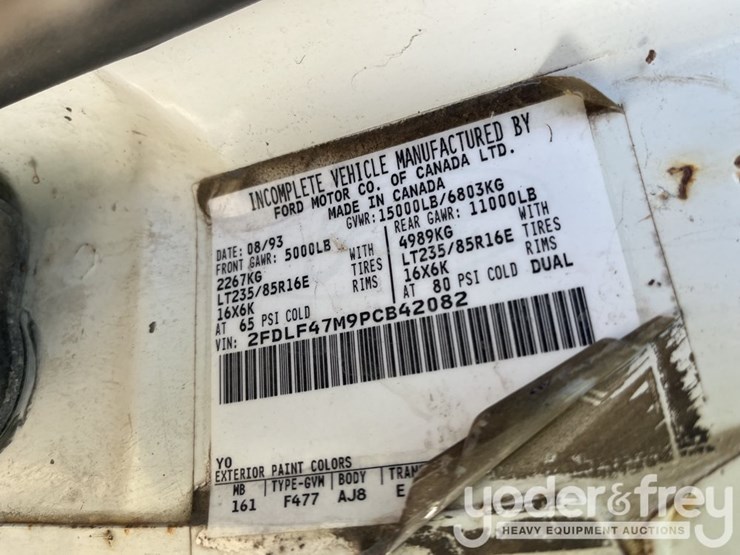 INCOMPLETE VEHICLE MANUFACTURED BY
FORD MOTOR CO. OF CANADA LTD.
MADE IN CANADA
GVWR:15000LB/6803KG
DATE: 08/93
FRONT GAWR: 5000LB
2267KG WITH
LT235/85R16E TIRES
16X6K RIMS
AT 65 PSI COLD
REAR GAWR: 11000LB
4989KG WITH
LT235/85R16E TIRES
16X6K RIMS
AT 80 PSI COLD DUAL
VIN: 2FDLF47M9PCB42082
YO
EXTERIOR PAINT COLORS
WB TYPE-GVW BODY TRAN
161 F477 AJ8 E
yoder&frey
HEAVY EQUIPMENT AUCTIONS